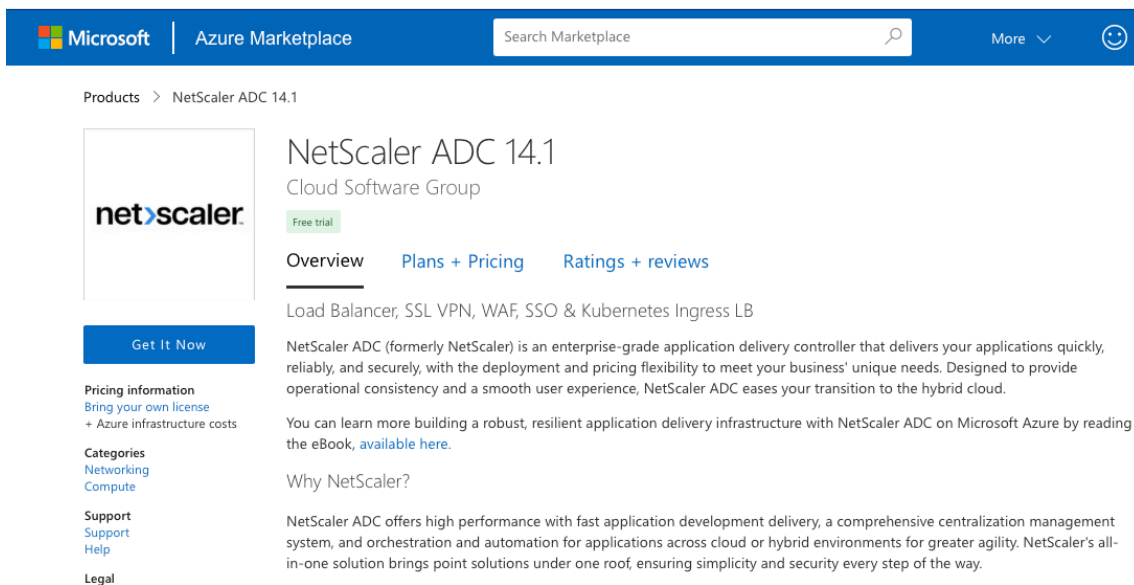 Microsoft Azure Marketplace Search Marketplace More
Products > NetScaler ADC 14.1
net>scaler
NetScaler ADC 14.1
Cloud Software Group
Free trial
Overview Plans + Pricing Ratings + reviews
Load Balancer, SSL VPN, WAF, SSO & Kubernetes Ingress LB
Get It Now
NetScaler ADC (formerly NetScaler) is an enterprise-grade application delivery controller that delivers your applications quickly,
reliably, and securely, with the deployment and pricing flexibility to meet your business' unique needs. Designed to provide
operational consistency and a smooth user experience, NetScaler ADC eases your transition to the hybrid cloud.
Pricing information
Bring your own license
+ Azure infrastructure costs
You can learn more building a robust, resilient application delivery infrastructure with NetScaler ADC on Microsoft Azure by reading
the eBook, available here.
Categories
Networking
Compute
Why NetScaler?
Support
Support
Help
NetScaler ADC offers high performance with fast application development delivery, a comprehensive centralization management
system, and orchestration and automation for applications across cloud or hybrid environments for greater agility. NetScaler's all-
in-one solution brings point solutions under one roof, ensuring simplicity and security every step of the way.
Legal